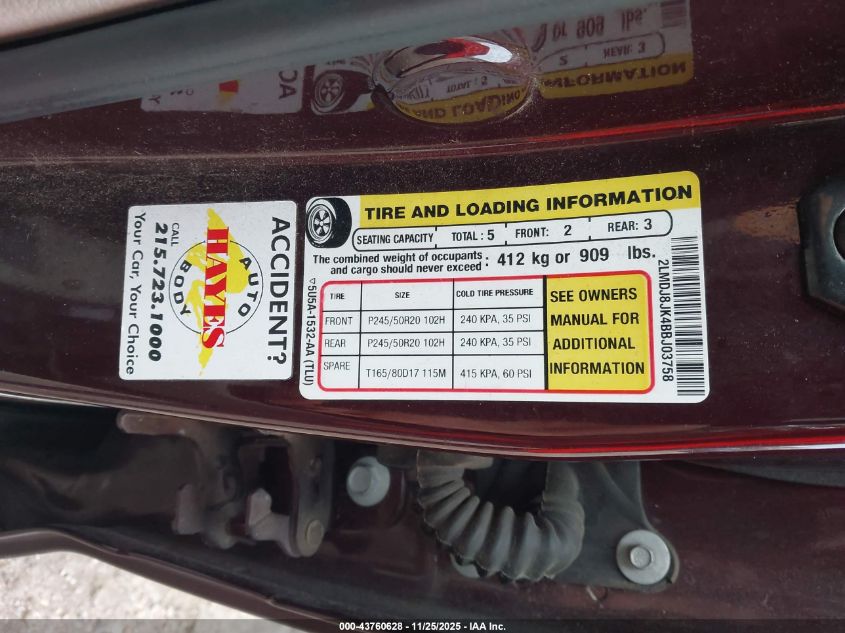 TIRE AND LOADING INFORMATION
SEATING CAPACITY TOTAL : 5 FRONT: 2 REAR: 3
The combined weight of occupants and cargo should never exceed : 412 kg or 909 lbs.
TIRE SIZE COLD TIRE PRESSURE
FRONT P245/50R20 102H 240 KPA, 35 PSI
REAR P245/50R20 102H 240 KPA, 35 PSI
SPARE T165/80D17 115M 415 KPA, 60 PSI
SEE OWNERS
MANUAL FOR
ADDITIONAL
INFORMATION
5U5A-1532-AA (TLU)
2LMDJ8JK4BBJ03758
ACCIDENT?
HAYES
AUTO
BODY
CALL
215.723.1000
Your Car, Your Choice
000-43760628 - 11/25/2025 - IAA Inc.